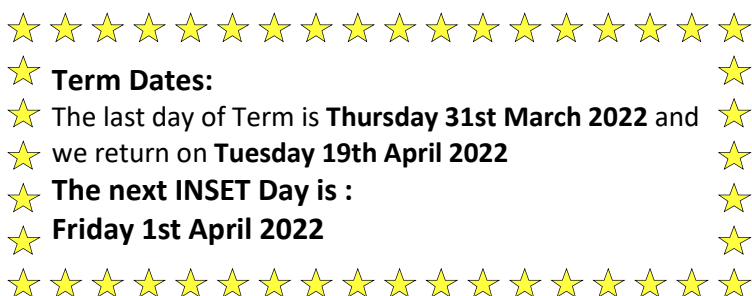 Term Dates:
The last day of Term is Thursday 31st March 2022 and
we return on Tuesday 19th April 2022
The next INSET Day is :
Friday 1st April 2022